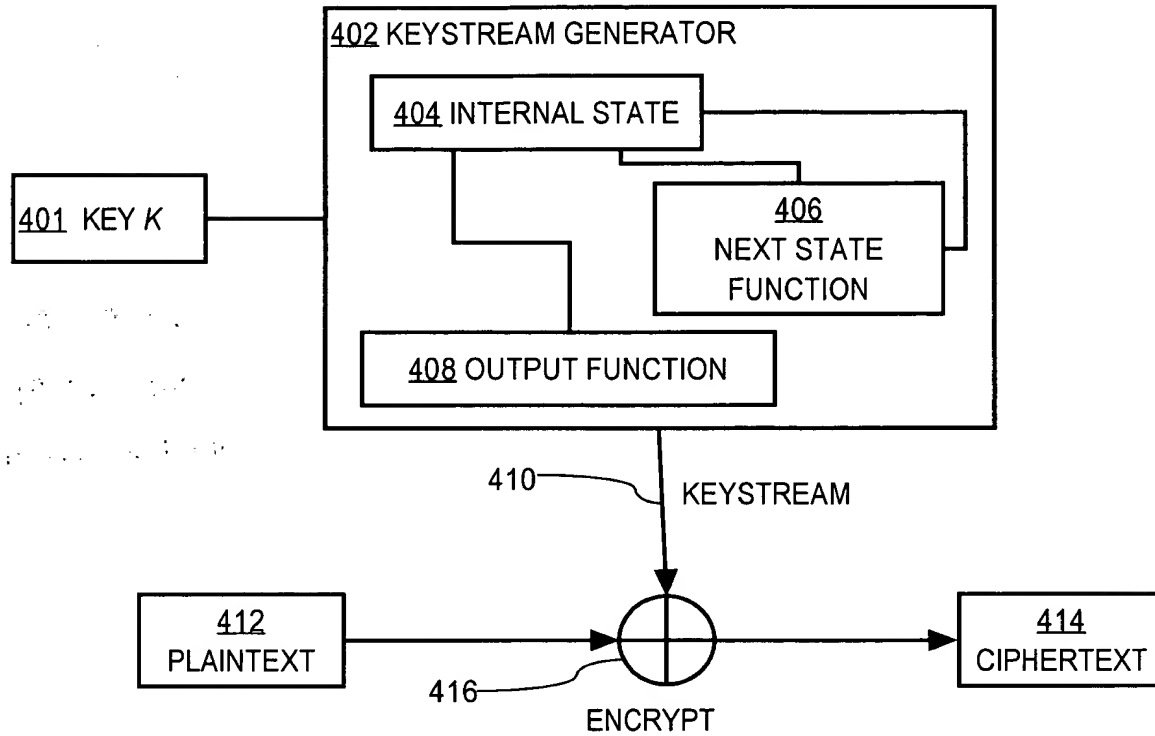 402 KEYSTREAM GENERATOR
404 INTERNAL STATE
401 KEY K
406
NEXT STATE
FUNCTION
408 OUTPUT FUNCTION
410
KEYSTREAM
412
PLAINTEXT
414
CIPHERTEXT
416
ENCRYPT